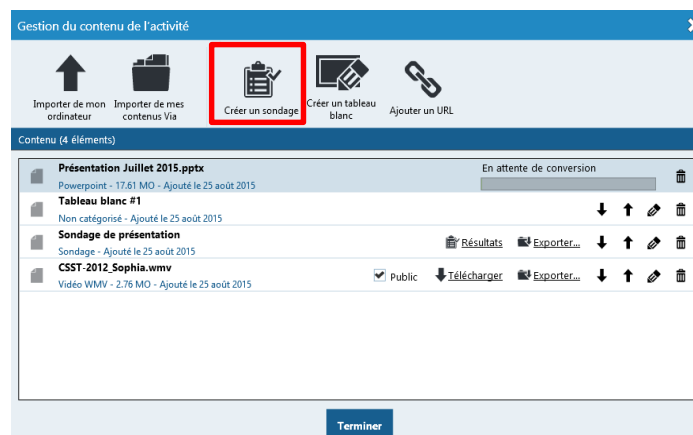 Gestion du contenu de l'activité
Importer de mon ordinateur
Importer de mes contenus Via
Créer un sondage
Créer un tableau blanc
Ajouter un URL
Contenu (4 éléments)
Présentation Juillet 2015.pptx
En attente de conversion
Powerpoint - 17.61 MO - Ajouté le 25 août 2015
Tableau blanc #1
Non catégorisé - Ajouté le 25 août 2015
Sondage de présentation
Résultats Exporter...
Sondage - Ajouté le 25 août 2015
CSST-2012_Sophia.wmv
Public Télécharger Exporter...
Vidéo WMV - 2.76 MO - Ajouté le 25 août 2015
Terminer